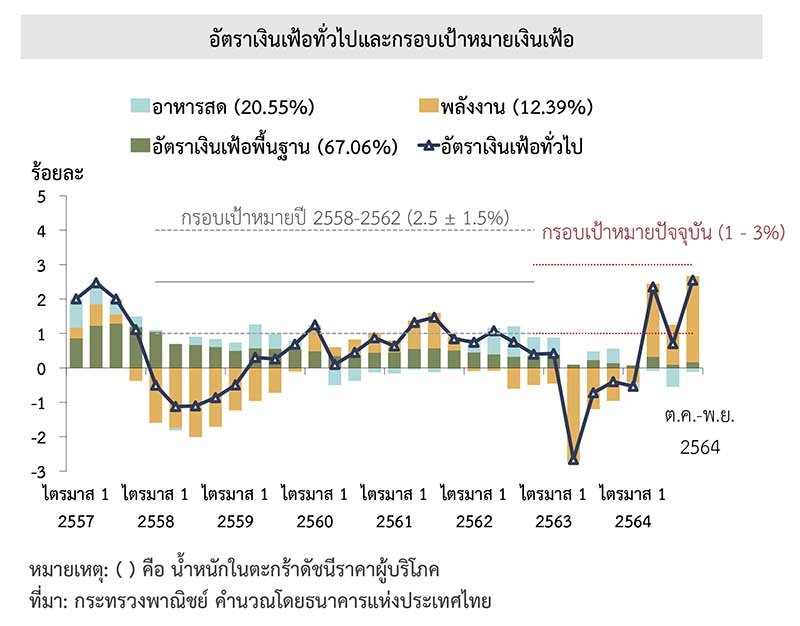 อัตราเงินเฟ้อทั่วไปและกรอบเป้าหมายเงินเฟ้อ
อาหารสด (20.55%) พลังงาน (12.39%)
อัตราเงินเฟ้อพื้นฐาน (67.06%) อัตราเงินเฟ้อทั่วไป
ร้อยละ
5
กรอบเป้าหมายปี 2558-2562 (2.5 ± 1.5%)
4
กรอบเป้าหมายปัจจุบัน (1 - 3%)
3
2
1
0
-1
ต.ค.-พ.ย.
-2
2564
-3
ไตรมาส 1 ไตรมาส 1 ไตรมาส 1 ไตรมาส 1 ไตรมาส 1 ไตรมาส 1 ไตรมาส 1 ไตรมาส 1
2557 2558 2559 2560 2561 2562 2563 2564
หมายเหตุ: ( ) คือ น้ำหนักในตะกร้าดัชนีราคาผู้บริโภค
ที่มา: กระทรวงพาณิชย์ คำนวณโดยธนาคารแห่งประเทศไทย